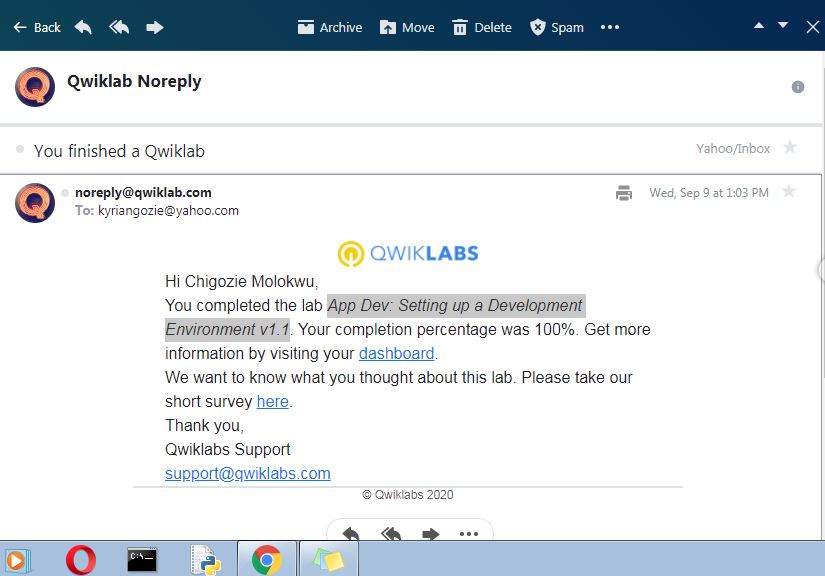 Back Archive Move Delete Spam
Qwiklab Noreply
You finished a Qwiklab Yahoo/Inbox
noreply@qwiklab.com Wed, Sep 9 at 1:03 PM
To: kyriangozie@yahoo.com
QWIKLABS
Hi Chigozie Molokwu,
You completed the lab App Dev: Setting up a Development
Environment v1.1. Your completion percentage was 100%. Get more
information by visiting your dashboard.
We want to know what you thought about this lab. Please take our
short survey here.
Thank you,
Qwiklabs Support
support@qwiklabs.com
© Qwiklabs 2020